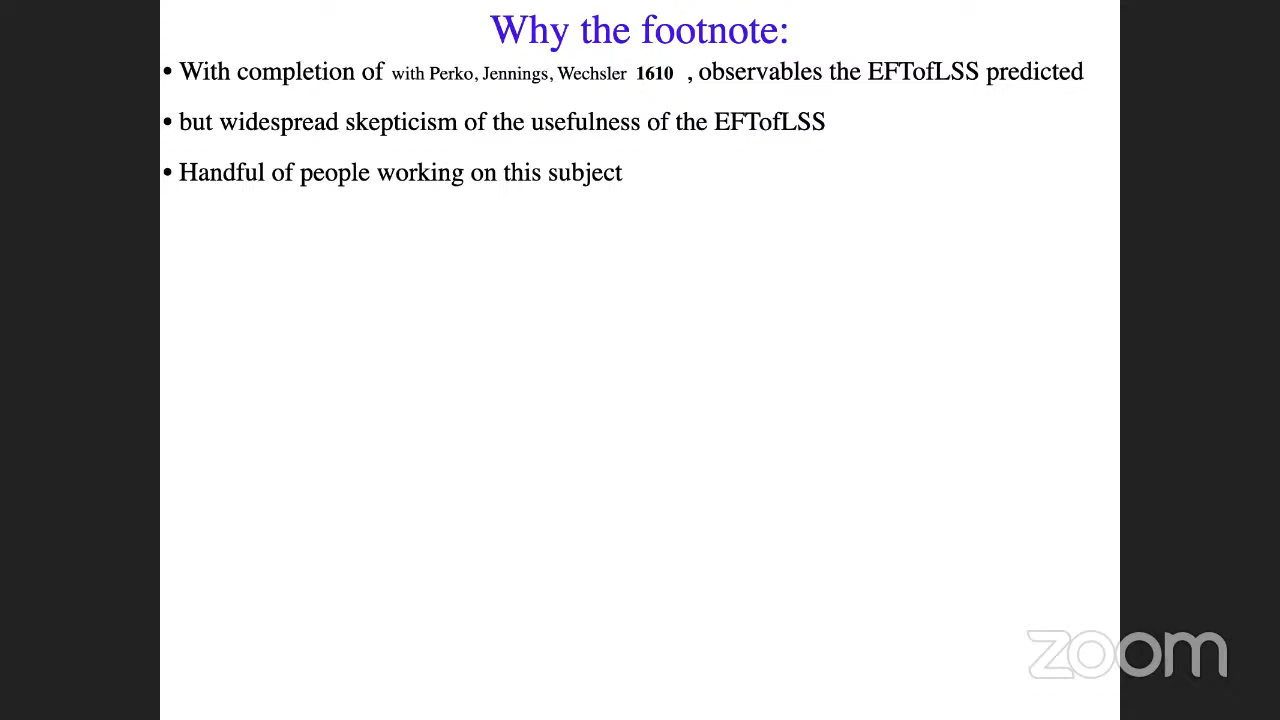 Why the footnote:
• With completion of with Perko, Jennings, Wechsler 1610 , observables the EFTofLSS predicted
• but widespread skepticism of the usefulness of the EFTofLSS
• Handful of people working on this subject
zoom